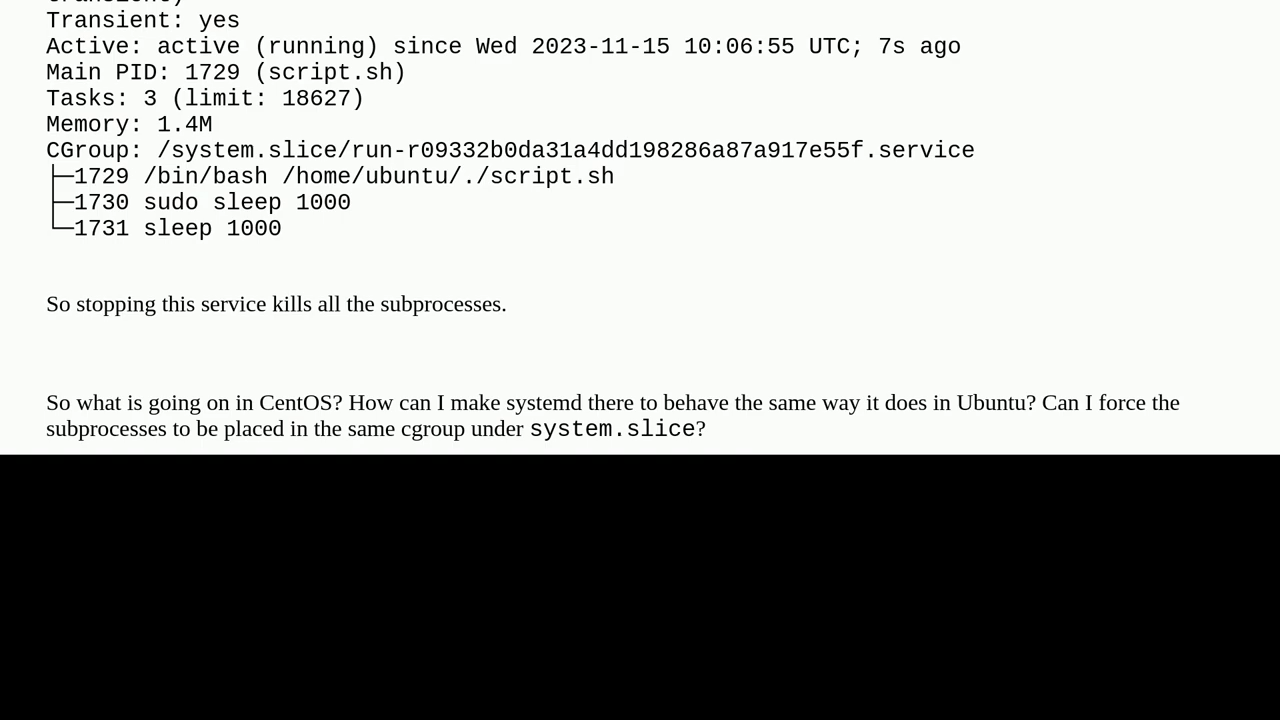 Transient: yes
Active: active (running) since Wed 2023-11-15 10:06:55 UTC; 7s ago
Main PID: 1729 (script.sh)
Tasks: 3 (limit: 18627)
Memory: 1.4M
CGroup: /system.slice/run-r09332b0da31a4dd198286a87a917e55f.service
├─1729 /bin/bash /home/ubuntu/./script.sh
├─1730 sudo sleep 1000
└─1731 sleep 1000
So stopping this service kills all the subprocesses.
So what is going on in CentOS? How can I make systemd there to behave the same way it does in Ubuntu? Can I force the
subprocesses to be placed in the same cgroup under system.slice?